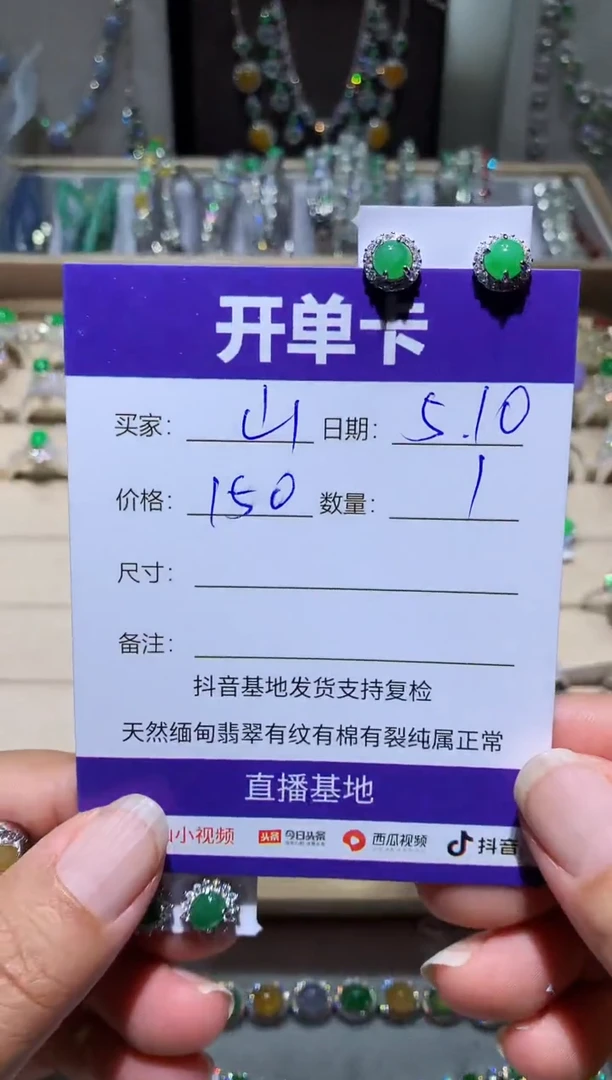 开单卡
买家: 山 日期: 5.10
价格: 150 数量: 1
尺寸:
备注:
抖音基地发货支持复检
天然缅甸翡翠有纹有棉有裂纯属正常
直播基地
小视频 头条 今日头条 西瓜视频 抖音